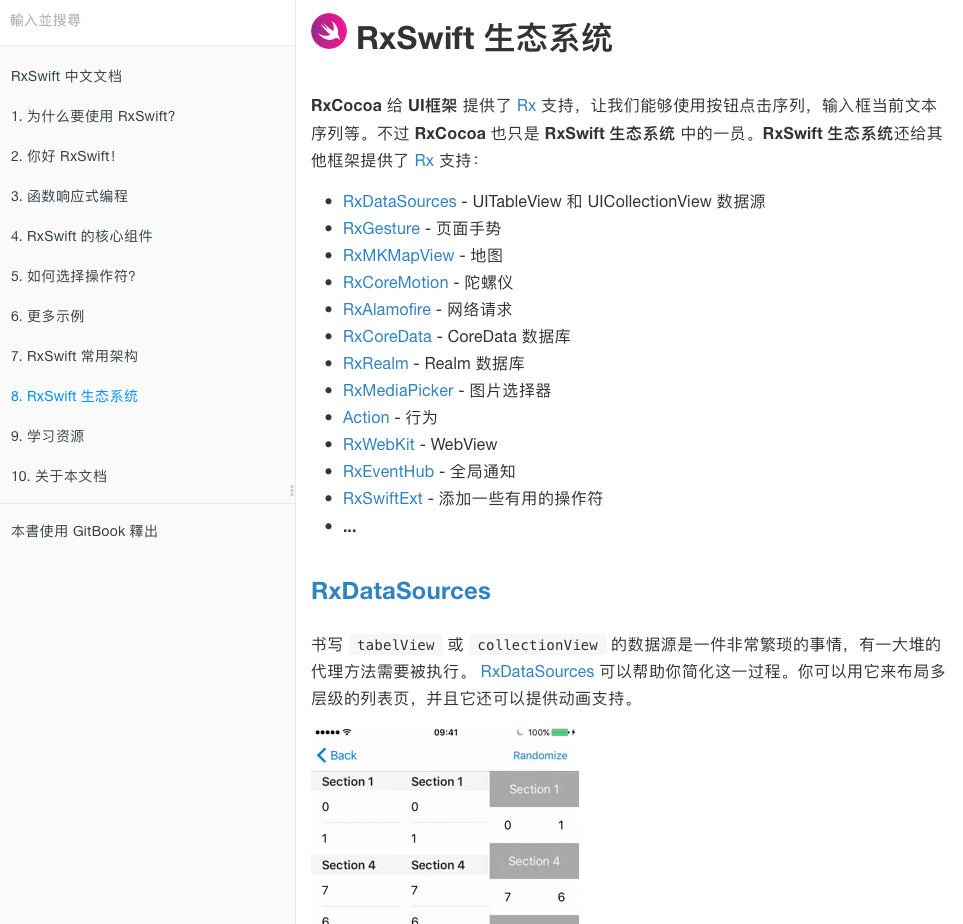 輸入並搜尋
RxSwift 中文文档
1. 为什么要使用 RxSwift?
2. 你好 RxSwift!
3. 函数响应式编程
4. RxSwift 的核心组件
5. 如何选择操作符?
6. 更多示例
7. RxSwift 常用架构
8. RxSwift 生态系统
9. 学习资源
10. 关于本文档
本書使用 GitBook 釋出
RxSwift 生态系统
RxCocoa 给 UI框架 提供了 Rx 支持，让我们能够使用按钮点击序列，输入框当前文本
序列等。不过 RxCocoa 也只是 RxSwift 生态系统 中的一员。RxSwift 生态系统还给其
他框架提供了 Rx 支持：
• RxDataSources - UITableView 和 UICollectionView 数据源
• RxGesture - 页面手势
• RxMKMapView - 地图
• RxCoreMotion - 陀螺仪
• RxAlamofire - 网络请求
• RxCoreData - CoreData 数据库
• RxRealm - Realm 数据库
• RxMediaPicker - 图片选择器
• Action - 行为
• RxWebKit - WebView
• RxEventHub - 全局通知
• RxSwiftExt - 添加一些有用的操作符
• ...
RxDataSources
书写 tabelView 或 collectionView 的数据源是一件非常繁琐的事情，有一大堆的
代理方法需要被执行。 RxDataSources 可以帮助你简化这一过程。你可以用它来布局多
层级的列表页，并且它还可以提供动画支持。
09:41 100%
Back Randomize
Section 1 Section 1 Section 1
0 0 0 1
1 1
Section 4 Section 4 Section 4
7 7 7 6
6 6